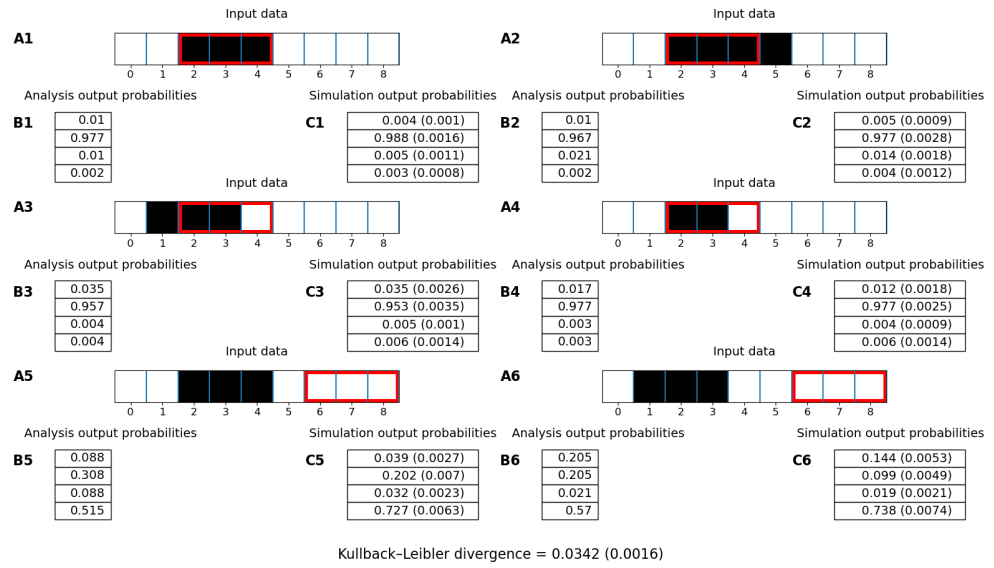 Input data Input data
A1 A2
0 1 2 3 4 5 6 7 8 0 1 2 3 4 5 6 7 8
Analysis output probabilities Simulation output probabilities Analysis output probabilities Simulation output probabilities
B1 0.01 C1 0.004 (0.001) B2 0.01 C2 0.005 (0.0009)
0.977 0.988 (0.0016) 0.967 0.977 (0.0028)
0.01 0.005 (0.0011) 0.021 0.014 (0.0018)
0.002 0.003 (0.0008) 0.002 0.004 (0.0012)
Input data Input data
A3 A4
0 1 2 3 4 5 6 7 8 0 1 2 3 4 5 6 7 8
Analysis output probabilities Simulation output probabilities Analysis output probabilities Simulation output probabilities
B3 0.035 C3 0.035 (0.0026) B4 0.017 C4 0.012 (0.0018)
0.957 0.953 (0.0035) 0.977 0.977 (0.0025)
0.004 0.005 (0.001) 0.003 0.004 (0.0009)
0.004 0.006 (0.0014) 0.003 0.006 (0.0014)
Input data Input data
A5 A6
0 1 2 3 4 5 6 7 8 0 1 2 3 4 5 6 7 8
Analysis output probabilities Simulation output probabilities Analysis output probabilities Simulation output probabilities
B5 0.088 C5 0.039 (0.0027) B6 0.205 C6 0.144 (0.0053)
0.308 0.202 (0.007) 0.205 0.099 (0.0049)
0.088 0.032 (0.0023) 0.021 0.019 (0.0021)
0.515 0.727 (0.0063) 0.57 0.738 (0.0074)
Kullback–Leibler divergence = 0.0342 (0.0016)